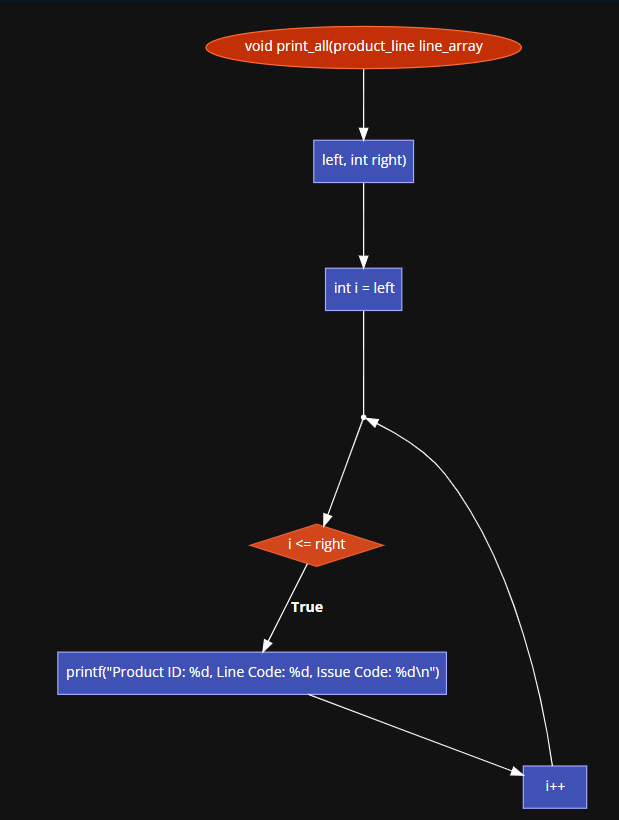 void print_all(product_line line_array
left, int right)
int i = left
i <= right
True
printf("Product ID: %d, Line Code: %d, Issue Code: %d\n")
i++